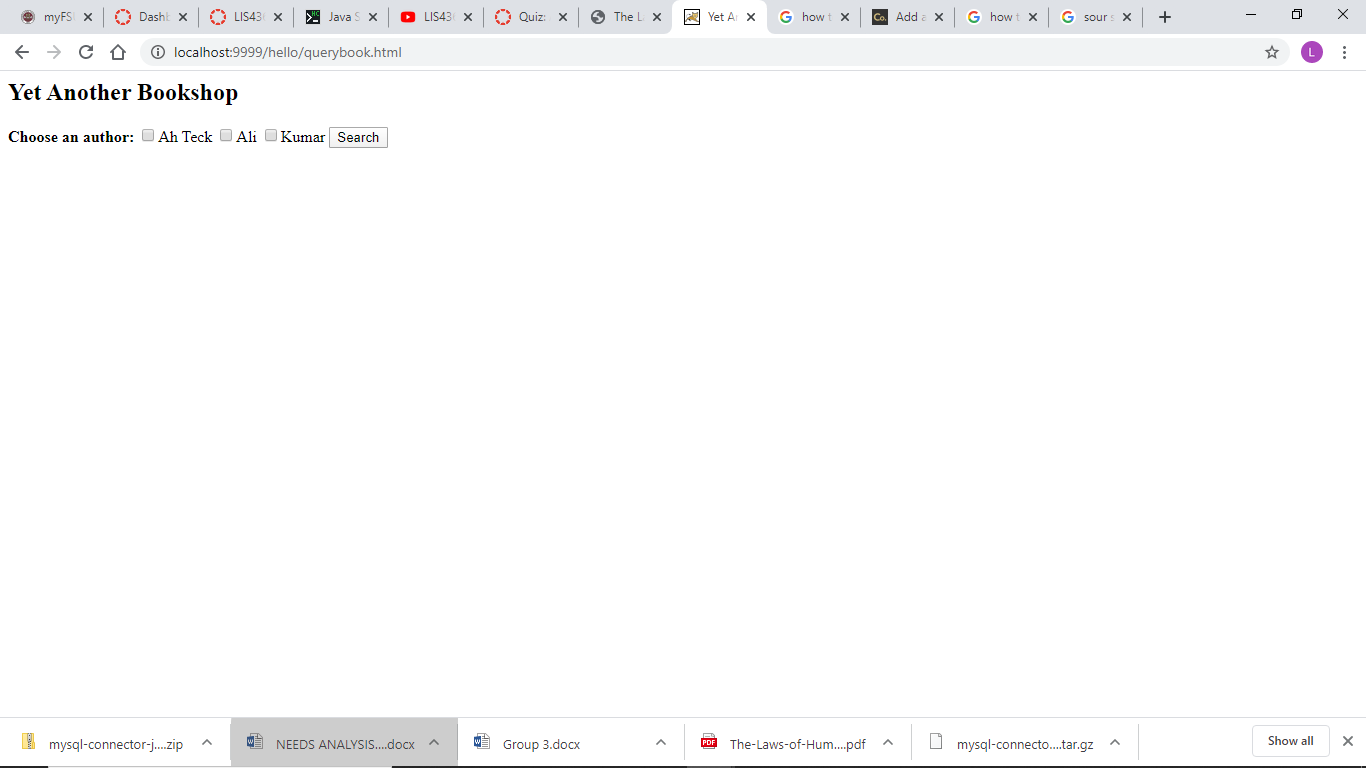 myFS
Dashb
LIS43
Java S
LIS43
Quiz:
The L
Yet A
how t
Co.
Add a
how t
sour s
localhost:9999/hello/querybook.html
L
Yet Another Bookshop
Choose an author: Ah Teck Ali Kumar Search
mysql-connector-j....zip
NEEDS ANALYSIS....docx
Group 3.docx
PDF
The-Laws-of-Hum....pdf
mysql-connecto....tar.gz
Show all